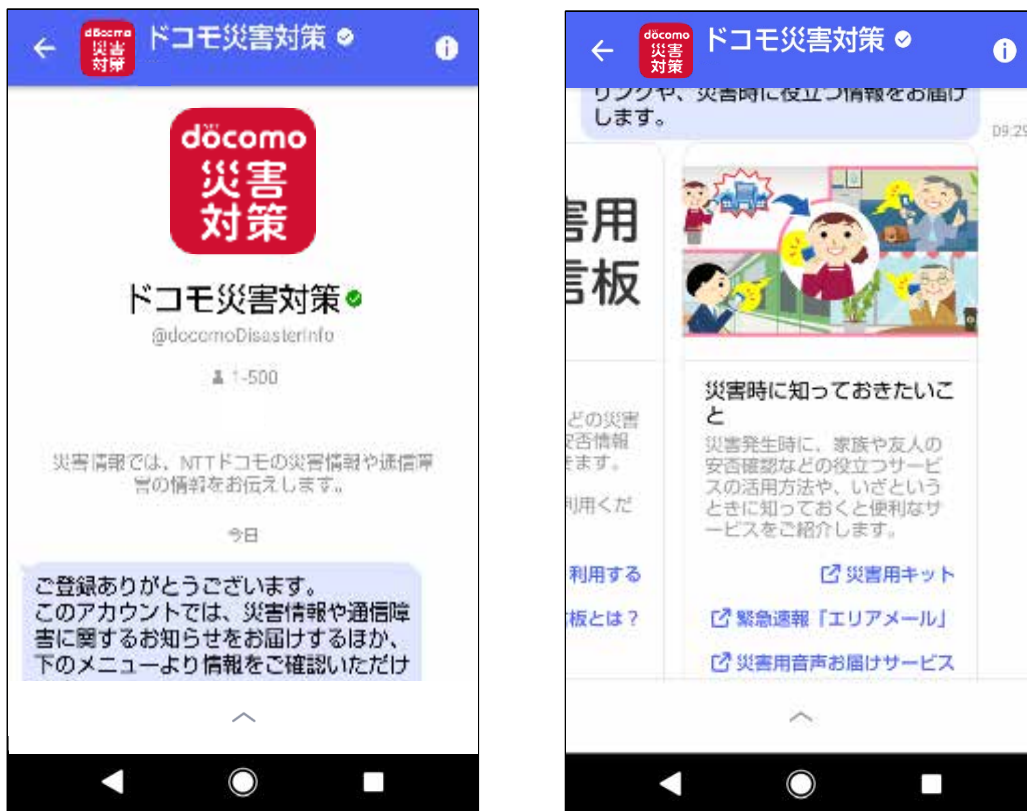 döcomo
災害
対策
ドコモ災害対策
döcomo
災害
対策
ドコモ災害対策
@docomoDisasterInfo
1-500
災害情報では、NTTドコモの災害情報や通信障
害の情報をお伝えします。
今日
ご登録ありがとうございます。
このアカウントでは、災害情報や通信障
害に関するお知らせをお届けするほか、
下のメニューより情報をご確認いただけ
döcomo
災害
対策
ドコモ災害対策
リンクや、災害時に役立つ情報をお届け
します。
09:29
害用
言板
どの災害
安否情報
きます。
利用くだ
利用する
板とは？
災害時に知っておきたいこ
と
災害発生時に、家族や友人の
安否確認などの役立つサービ
スの活用方法や、いざという
ときに知っておくと便利なサ
ービスをご紹介します。
災害用キット
緊急速報「エリアメール」
災害用音声お届けサービス